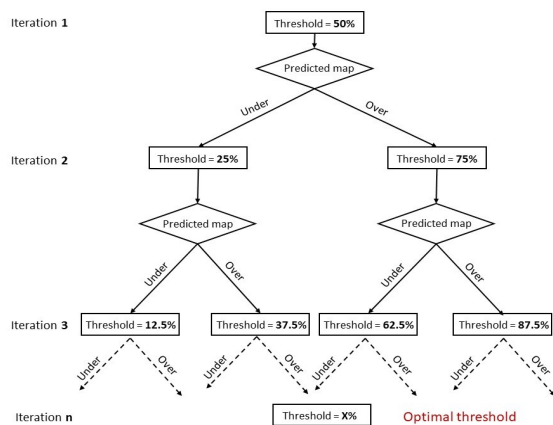 Iteration 1
Threshold = 50%
Predicted map
Under
Over
Iteration 2
Threshold = 25%
Threshold = 75%
Predicted map
Predicted map
Under
Over
Under
Over
Iteration 3
Threshold = 12.5%
Threshold = 37.5%
Threshold = 62.5%
Threshold = 87.5%
Under
Over
Under
Over
Under
Over
Under
Over
Iteration n
Threshold = X%
Optimal threshold